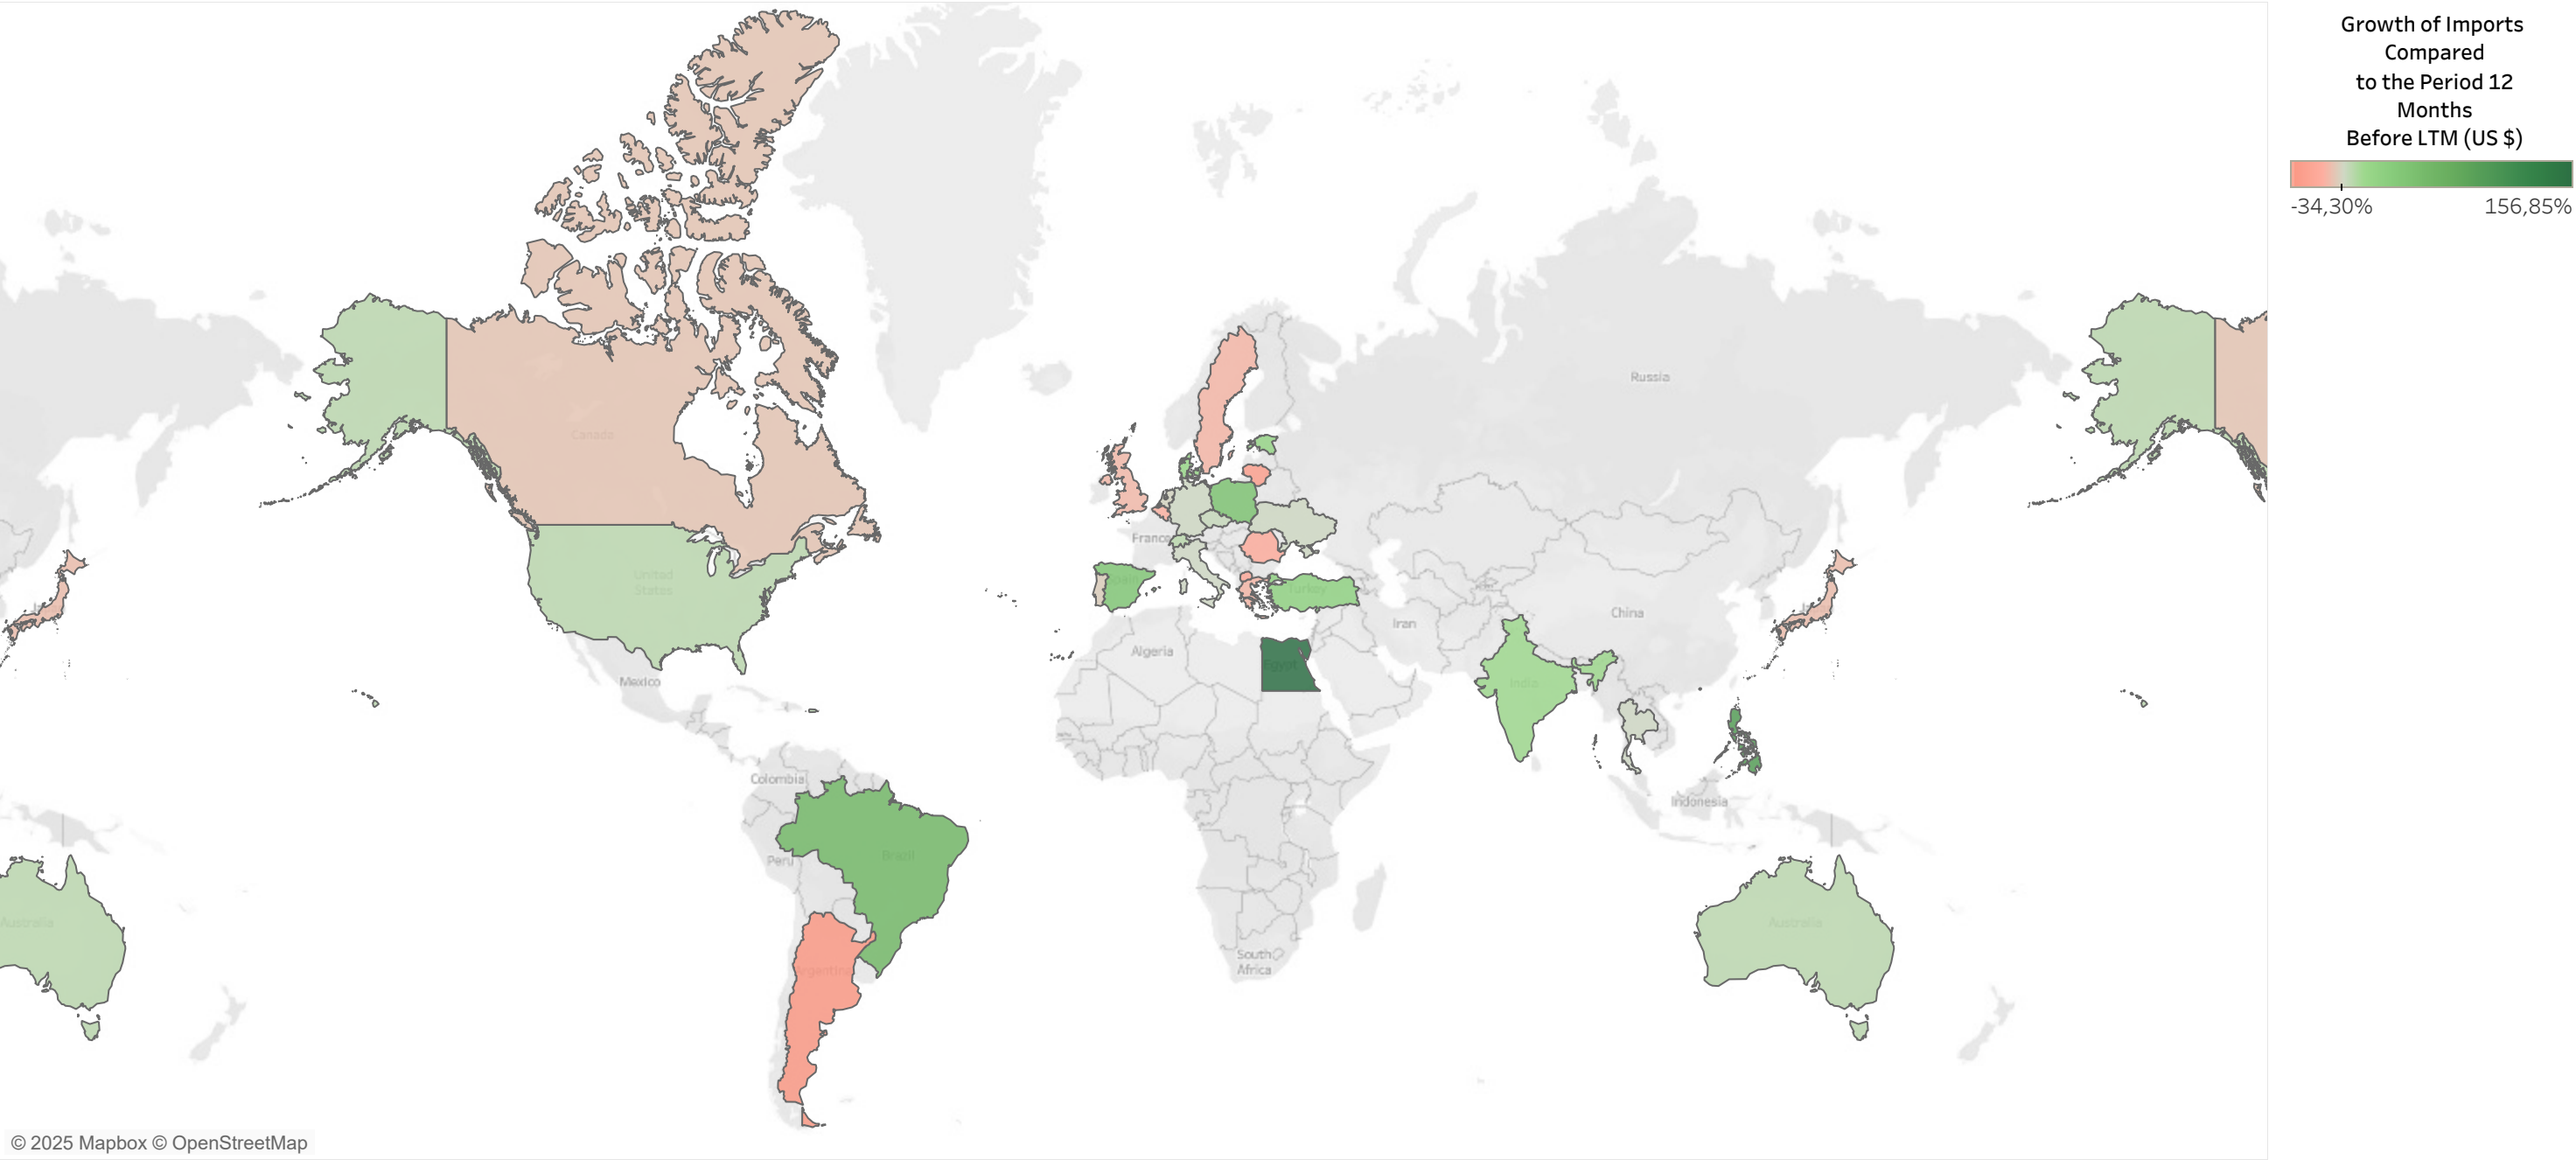 Growth of Imports
Compared
to the Period 12
Months
Before LTM (US $)
-34,30% 156,85%
Russia
Canada
France
United
States
Spain
Turkey
China
Iran
Algeria
Egypt
Mexico
India
Colombia
Indonesia
Brazil
Peru
Australia
Australia
South
Africa
Argentina
© 2025 Mapbox © OpenStreetMap